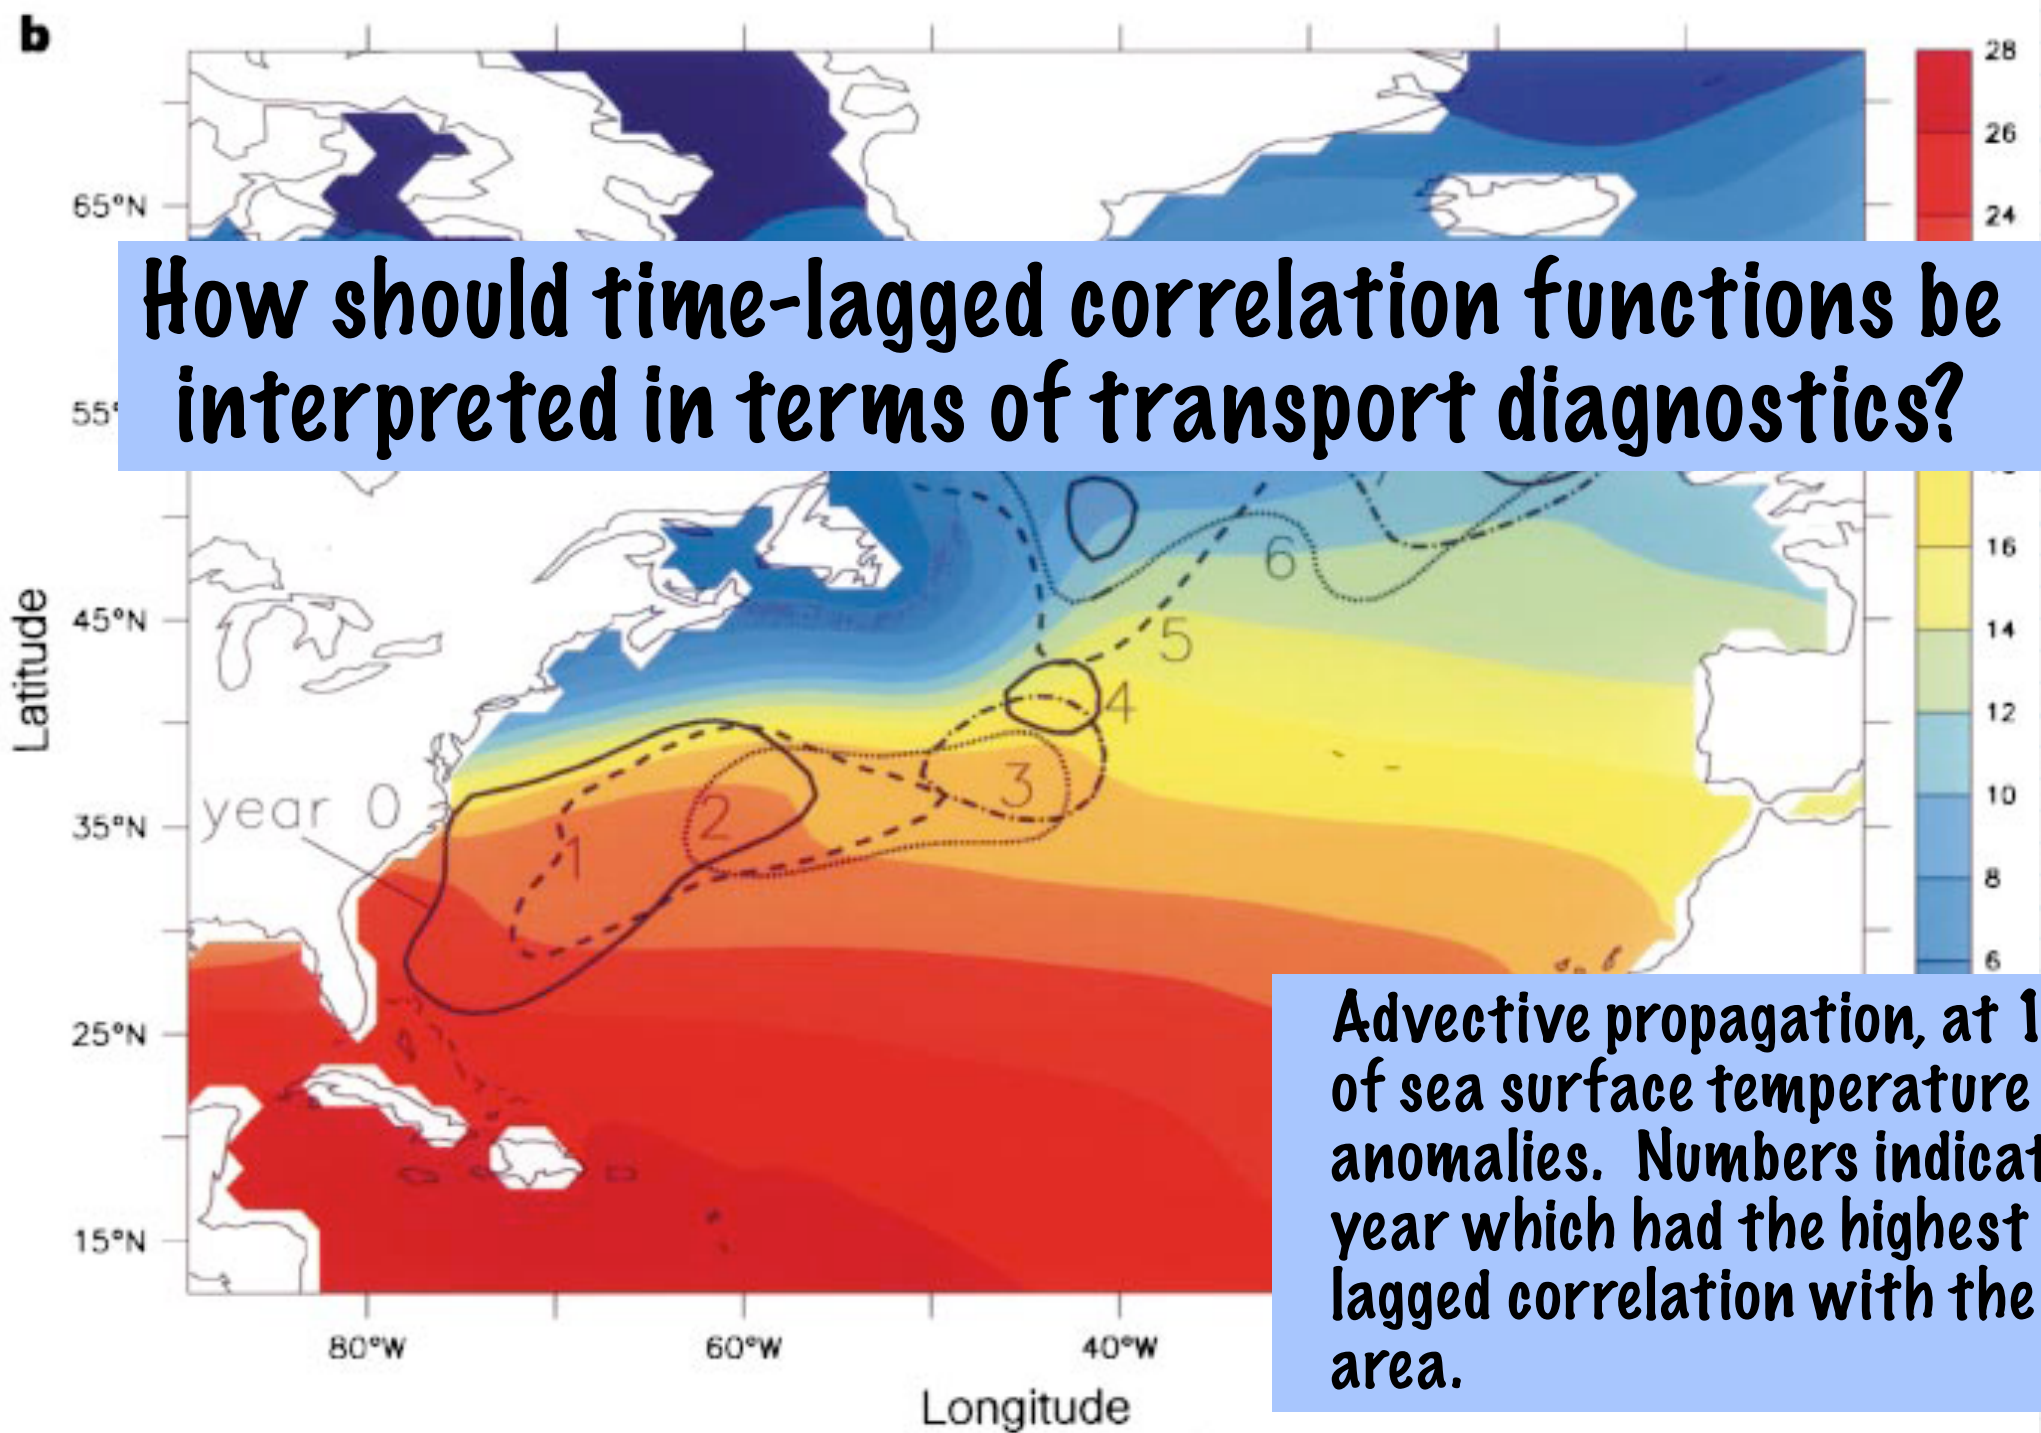 b
28
26
65°N
24
How should time-lagged correlation functions be
interpreted in terms of transport diagnostics?
6
16
45°N
5
14
4
12
3
10
year 0
2
35°N
1
8
6
25°N
Advective propagation, at 1
of sea surface temperature
anomalies. Numbers indicat
year which had the highest
15°N
lagged correlation with the
80°W 60°W 40°W
area.
Latitude
Longitude